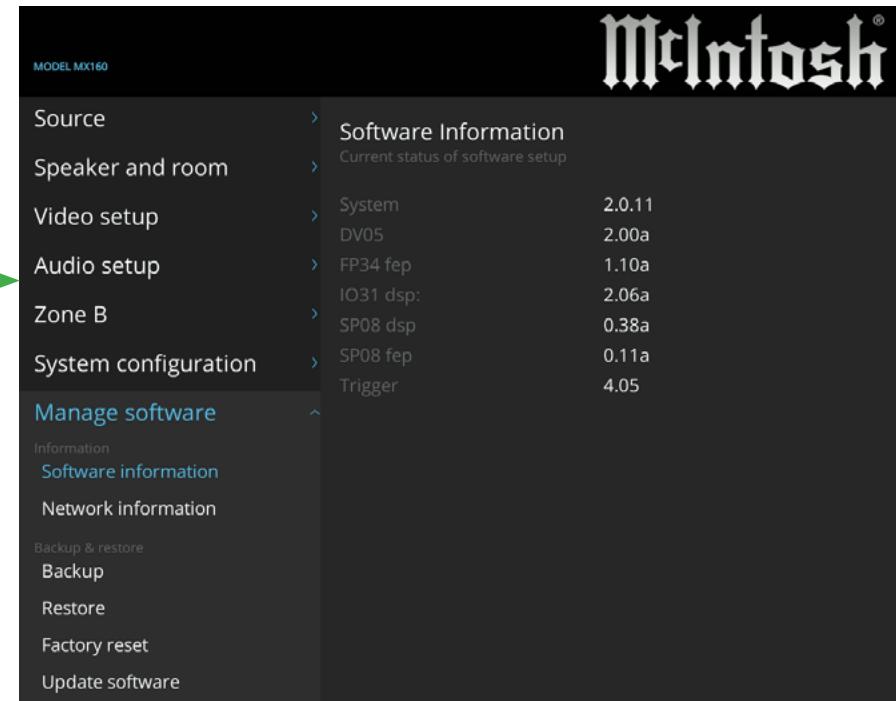 McIntosh®
MODEL MX160
Source
Speaker and room
Video setup
Audio setup
Zone B
System configuration
Manage software
Information
Software information
Network information
Backup & restore
Backup
Restore
Factory reset
Update software
Software Information
Current status of software setup
System 2.0.11
DV05 2.00a
FP34 fep 1.10a
IO31 dsp: 2.06a
SP08 dsp 0.38a
SP08 fep 0.11a
Trigger 4.05